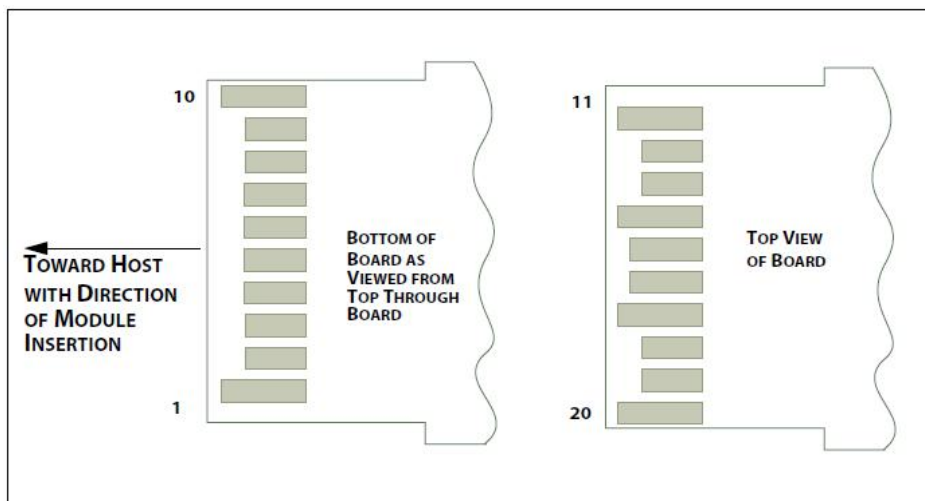 10
1
TOWARD HOST
WITH DIRECTION
OF MODULE
INSERTION
BOTTOM OF
BOARD AS
VIEWED FROM
TOP THROUGH
BOARD
11
20
TOP VIEW
OF BOARD